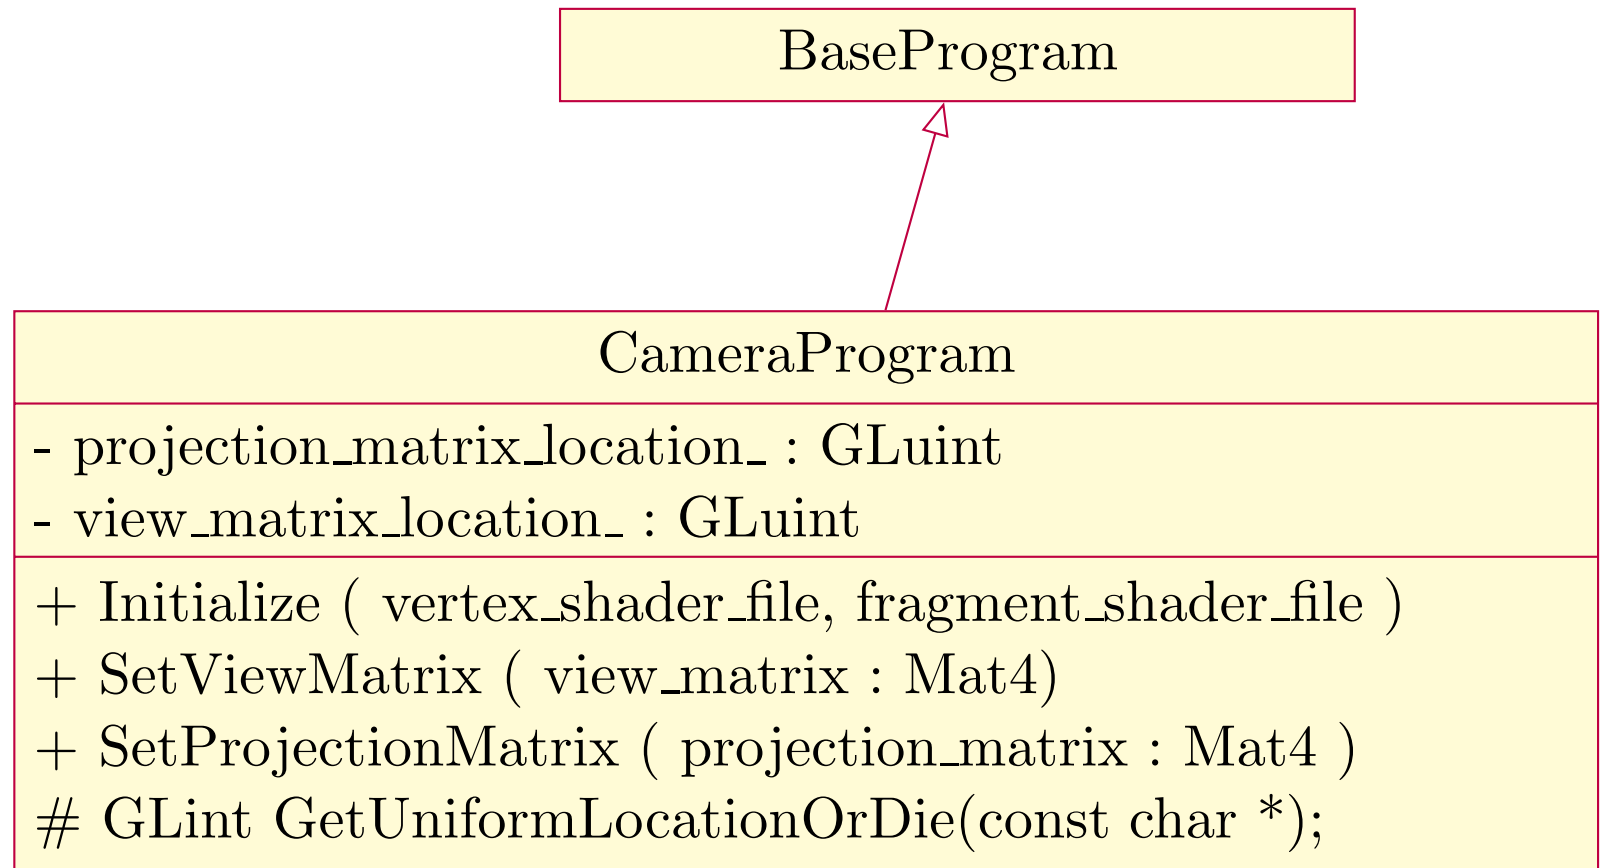 BaseProgram
CameraProgram
- projection_matrix_location_ : GLuint
- view_matrix_location_ : GLuint
+ Initialize ( vertex_shader_file, fragment_shader_file )
+ SetViewMatrix ( view_matrix : Mat4)
+ SetProjectionMatrix ( projection_matrix : Mat4 )
# GLint GetUniformLocationOrDie(const char *);